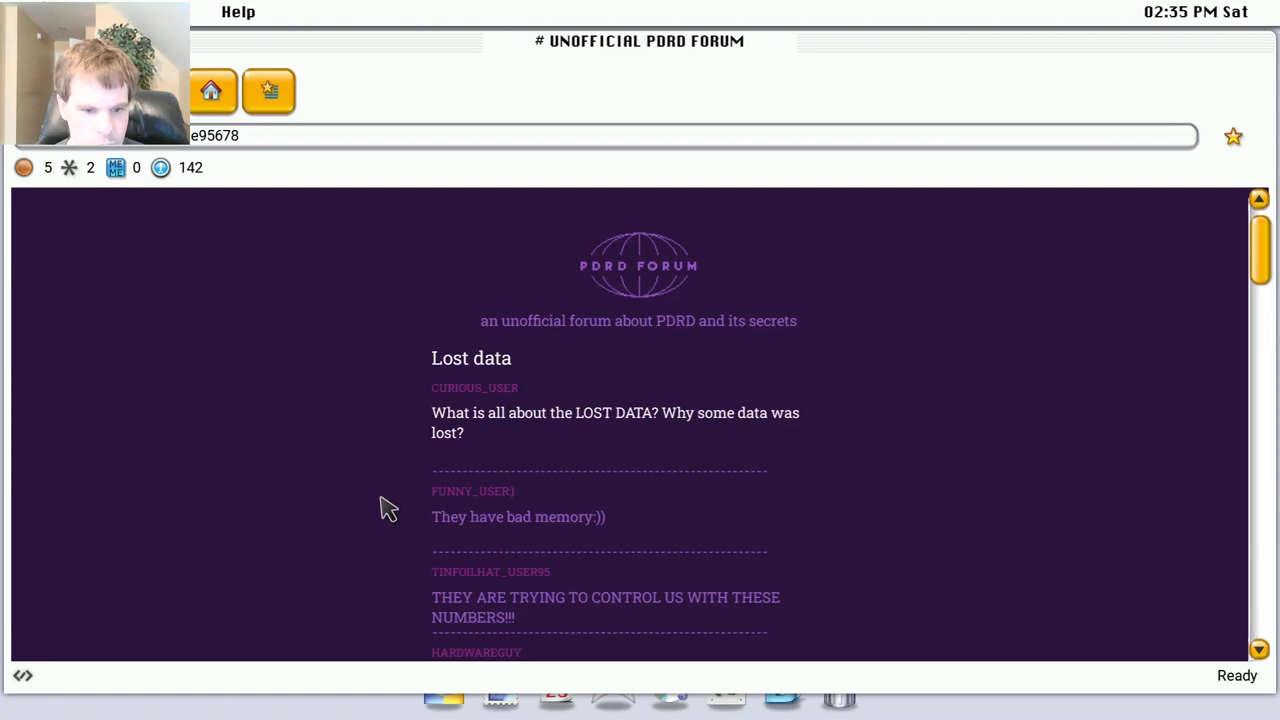 Help
02:35 PM Sat
# UNOFFICIAL PDRD FORUM
e95678
5
2
MEME
0
142
PDRD FORUM
an unofficial forum about PDRD and its secrets
Lost data
CURIOUS_USER
What is all about the LOST DATA? Why some data was
lost?
--------------------------------------------------------
FUNNY_USER:)
They have bad memory:))
--------------------------------------------------------
TINFOILHAT_USER95
THEY ARE TRYING TO CONTROL US WITH THESE
NUMBERS!!!
--------------------------------------------------------
HARDWAREGUY
Ready